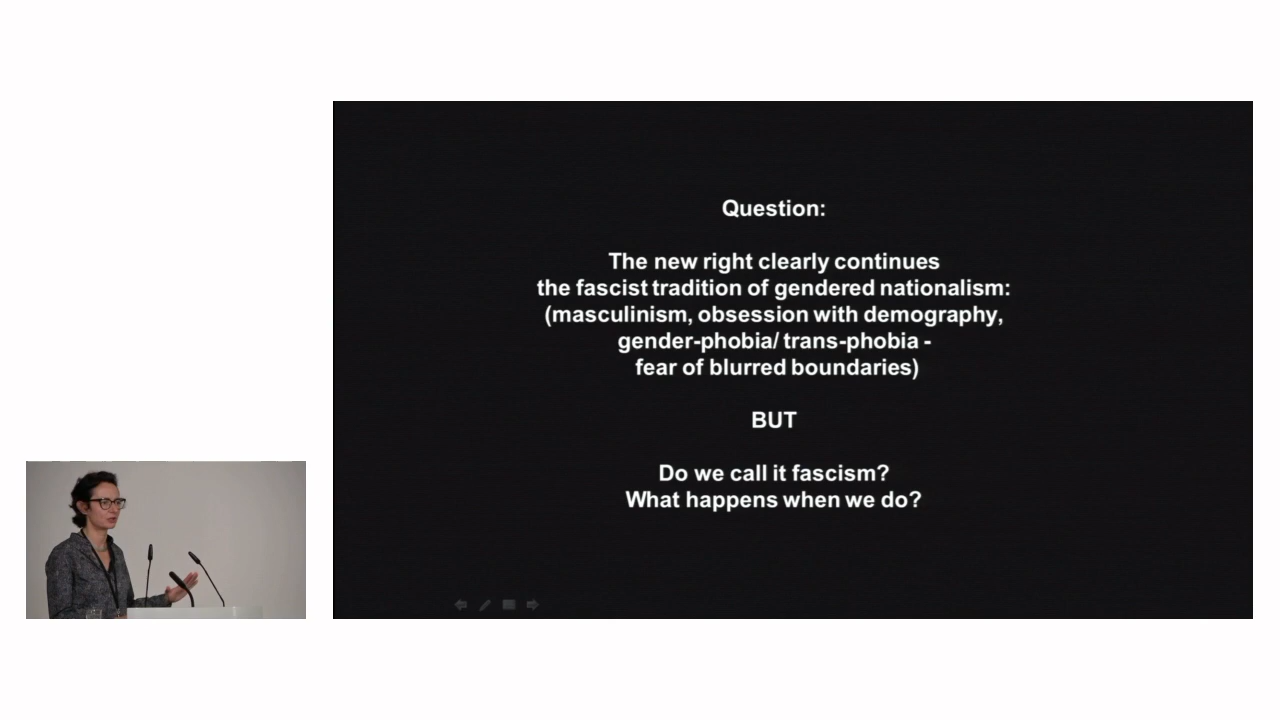 Question:
The new right clearly continues
the fascist tradition of gendered nationalism:
(masculinism, obsession with demography,
gender-phobia/ trans-phobia -
fear of blurred boundaries)
BUT
Do we call it fascism?
What happens when we do?